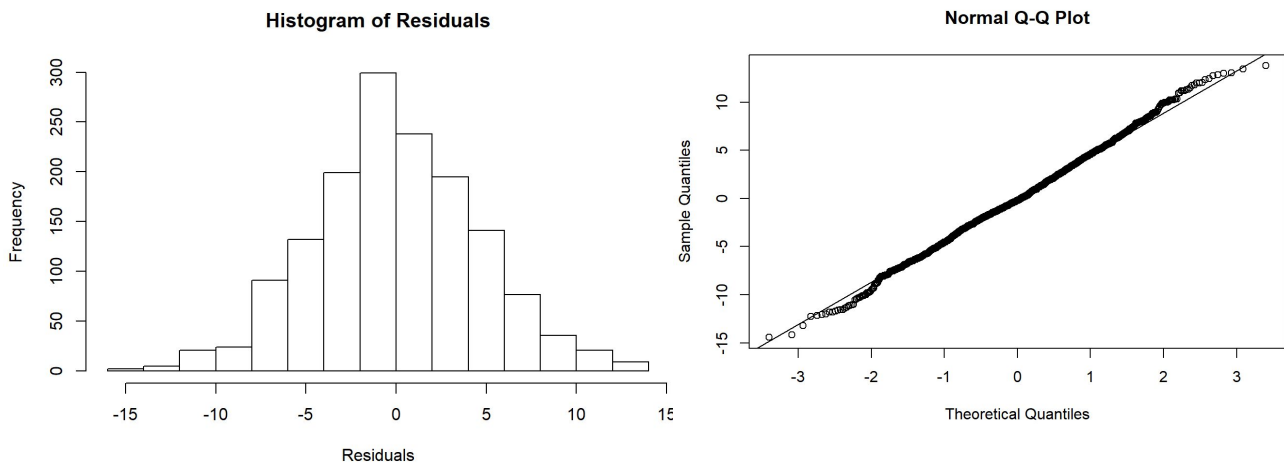 Histogram of Residuals
Frequency
300
250
200
150
100
50
0
-15 -10 -5 0 5 10 15
Residuals
Normal Q-Q Plot
Sample Quantiles
10
5
0
-5
-10
-15
-3 -2 -1 0 1 2 3
Theoretical Quantiles